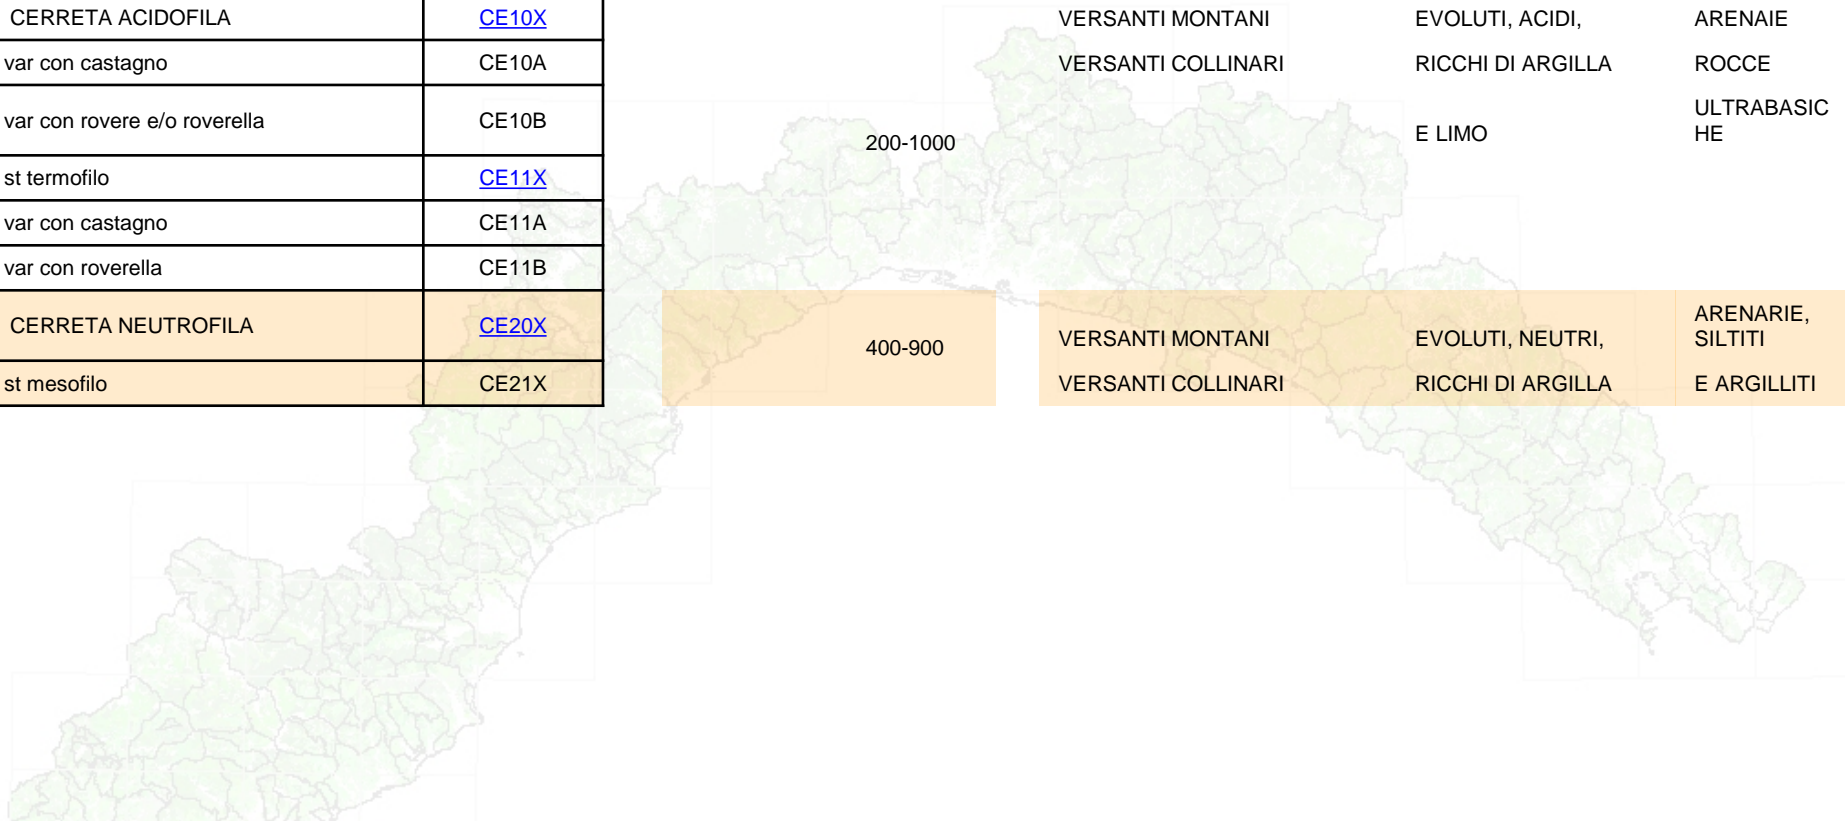 CERRETA ACIDOFILA CE10X VERSANTI MONTANI EVOLUTI, ACIDI, ARENAIE
var con castagno CE10A VERSANTI COLLINARI RICCHI DI ARGILLA ROCCE
var con rovere e/o roverella CE10B 200-1000 E LIMO ULTRABASIC
HE
st termofilo CE11X
var con castagno CE11A
var con roverella CE11B
CERRETA NEUTROFILA CE20X 400-900 VERSANTI MONTANI EVOLUTI, NEUTRI, ARENARIE,
SILTITI
st mesofilo CE21X VERSANTI COLLINARI RICCHI DI ARGILLA E ARGILLITI